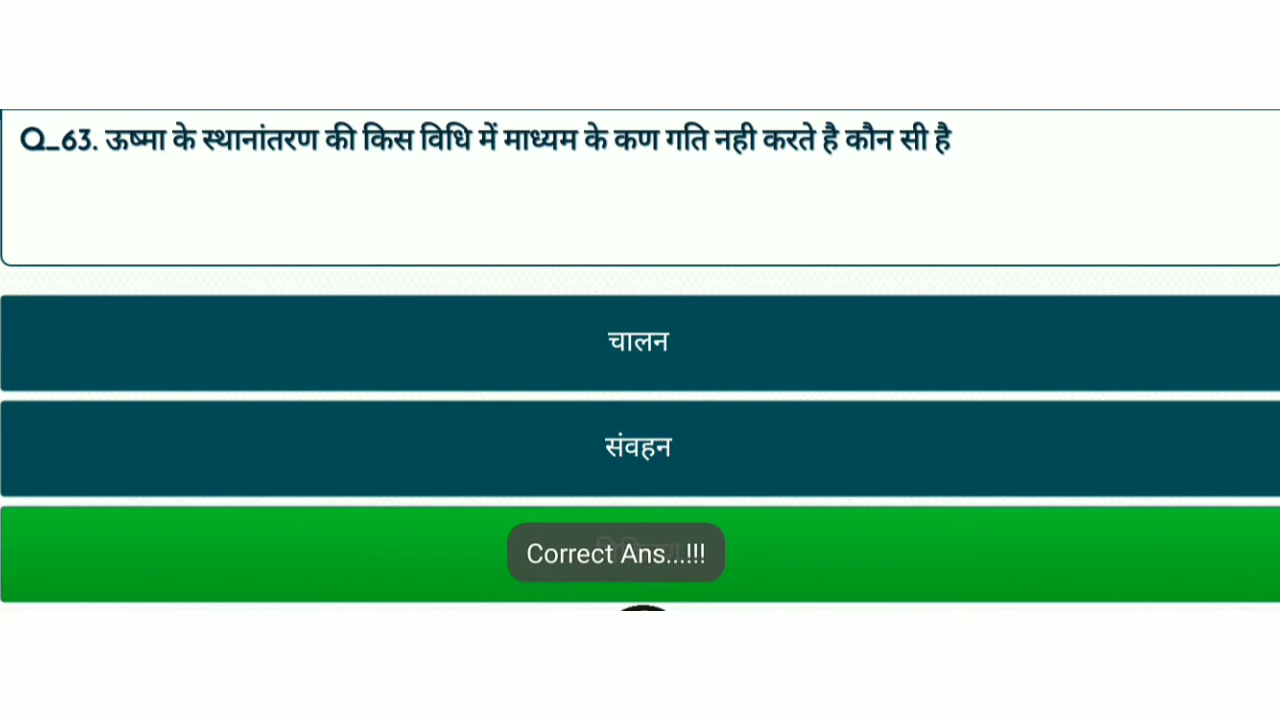 Q_63. ऊष्मा के स्थानांतरण की किस विधि में माध्यम के कण गति नही करते है कौन सी है
चालन
संवहन
Correct Ans...!!!